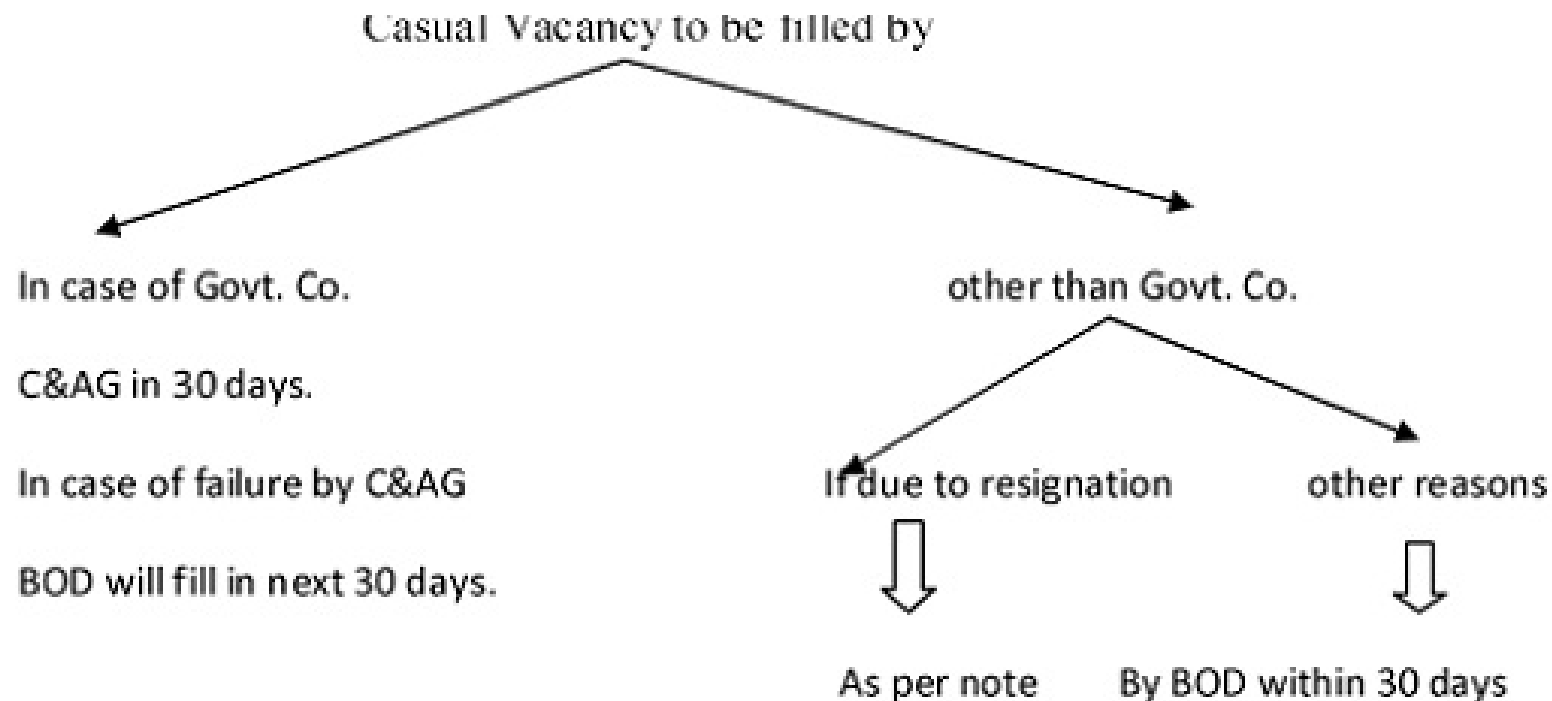 Casual Vacancy to be filled by
In case of Govt. Co.
C&AG in 30 days.
In case of failure by C&AG
BOD will fill in next 30 days.
other than Govt. Co.
If due to resignation
As per note
other reasons
By BOD within 30 days